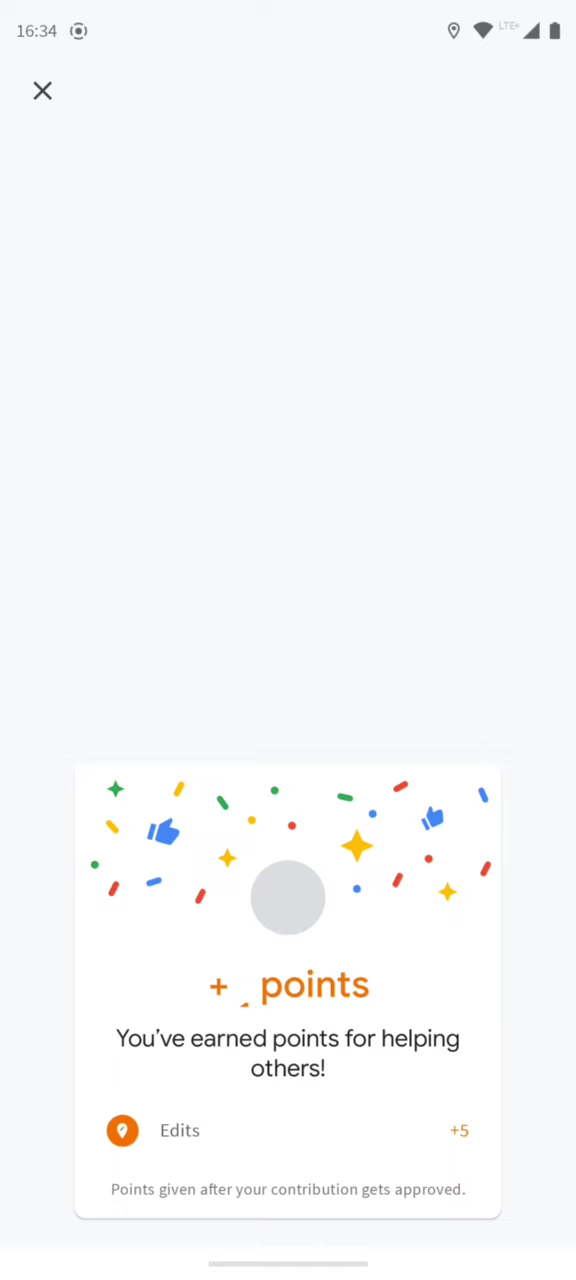 16:34
LTE+
+ points
You've earned points for helping
others!
Edits +5
Points given after your contribution gets approved.